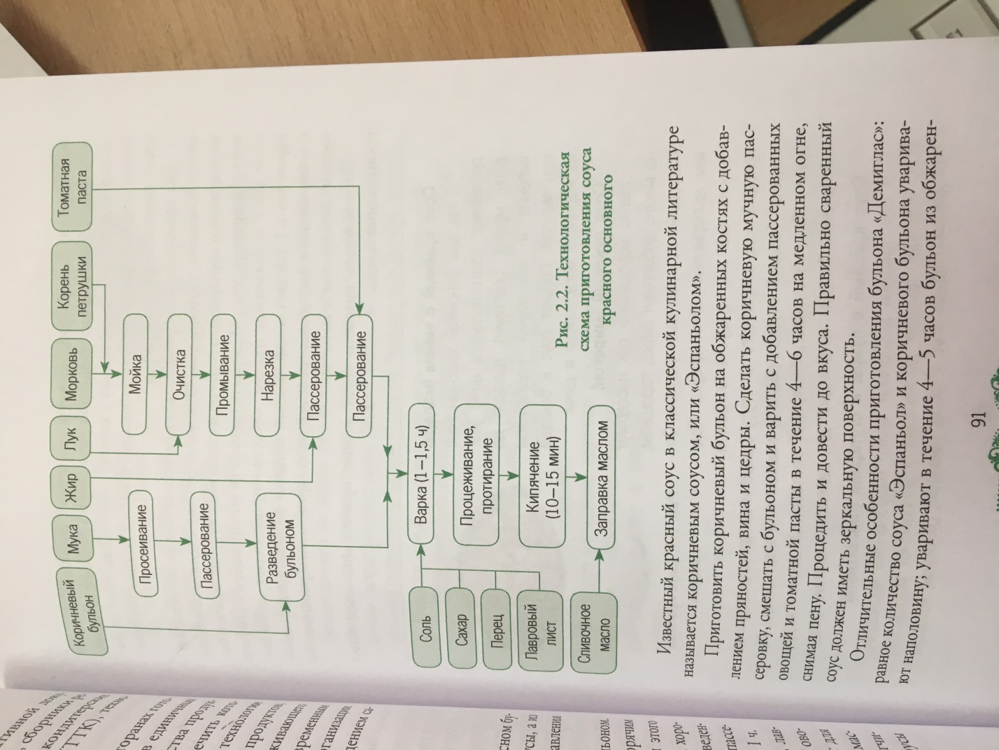 Коричневый
бульон
Мука
Жир
Лук
Морковь
Корень
петрушки
Томатная
паста
Просеивание
Пассерование
Разведение
бульоном
Мойка
Очистка
Промывание
Нарезка
Пассерование
Пассерование
Соль
Сахар
Перец
Лавровый
лист
Сливочное
масло
Варка (1–1,5 ч)
Процеживание,
протирание
Кипячение
(10–15 мин)
Заправка маслом
Рис. 2.2. Технологическая
схема приготовления соуса
красного основного
Известный красный соус в классической кулинарной литературе
называется коричневым соусом, или «Эспаньолом».
Приготовить коричневый бульон на обжаренных костях с добав-
лением пряностей, вина и цедры. Сделать коричневую мучную пас-
серовку, смешать с бульоном и варить с добавлением пассерованных
овощей и томатной пасты в течение 4—6 часов на медленном огне,
снимая пену. Процедить и довести до вкуса. Правильно сваренный
соус должен иметь зеркальную поверхность.
Отличительные особенности приготовления бульона «Демиглас»:
равное количество соуса «Эспаньол» и коричневого бульона уварива-
ют наполовину; уваривают в течение 4—5 часов бульон из обжарен-
91